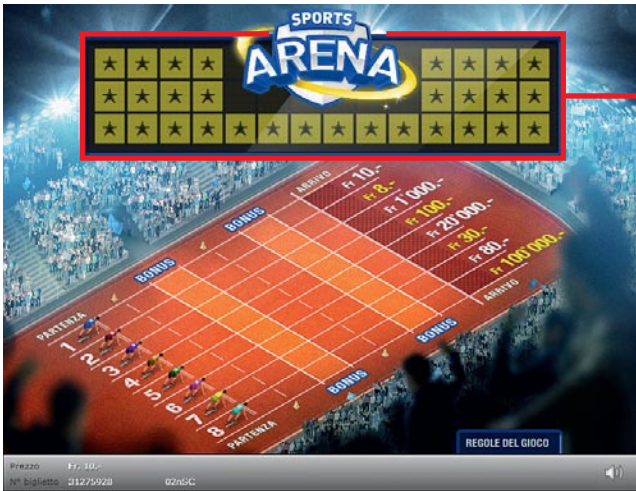 SPORTS
ARENA
ARRIVO
Fr 10.-
Fr 8.-
Fr 1'000.-
Fr 100.-
Fr 20'000.-
Fr 30.-
Fr 80.-
Fr 100'000.-
ARRIVO
BONUS
BONUS
PARTENZA
1
2
3
4
5
6
7
8
PARTENZA
BONUS
BONUS
REGOLE DEL GIOCO
Prezzo Fr. 10.-
N° biglietto 31275928 02nSC